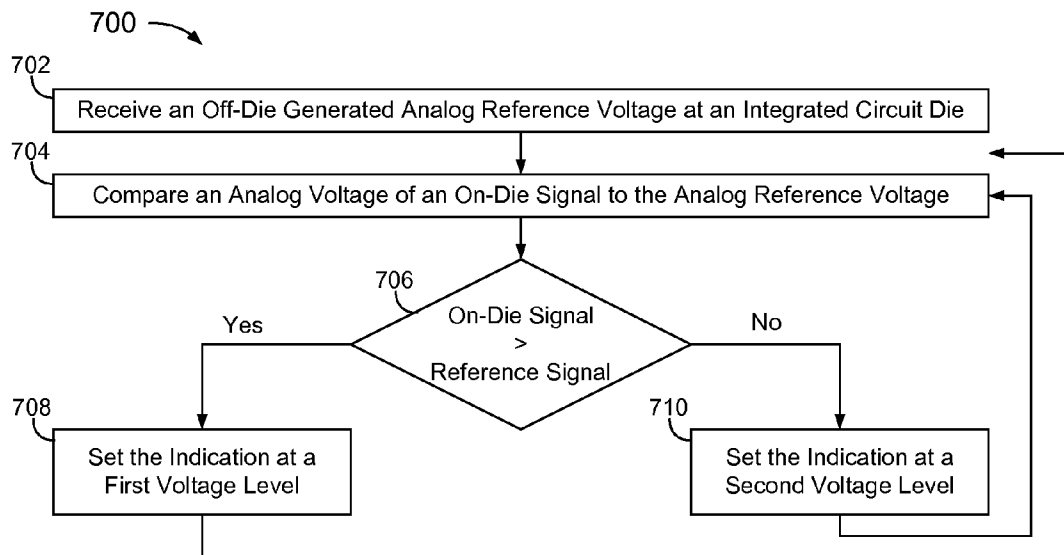 700
702
Receive an Off-Die Generated Analog Reference Voltage at an Integrated Circuit Die
704
Compare an Analog Voltage of an On-Die Signal to the Analog Reference Voltage
706
On-Die Signal
>
Reference Signal
Yes
No
708
Set the Indication at a
First Voltage Level
710
Set the Indication at a
Second Voltage Level